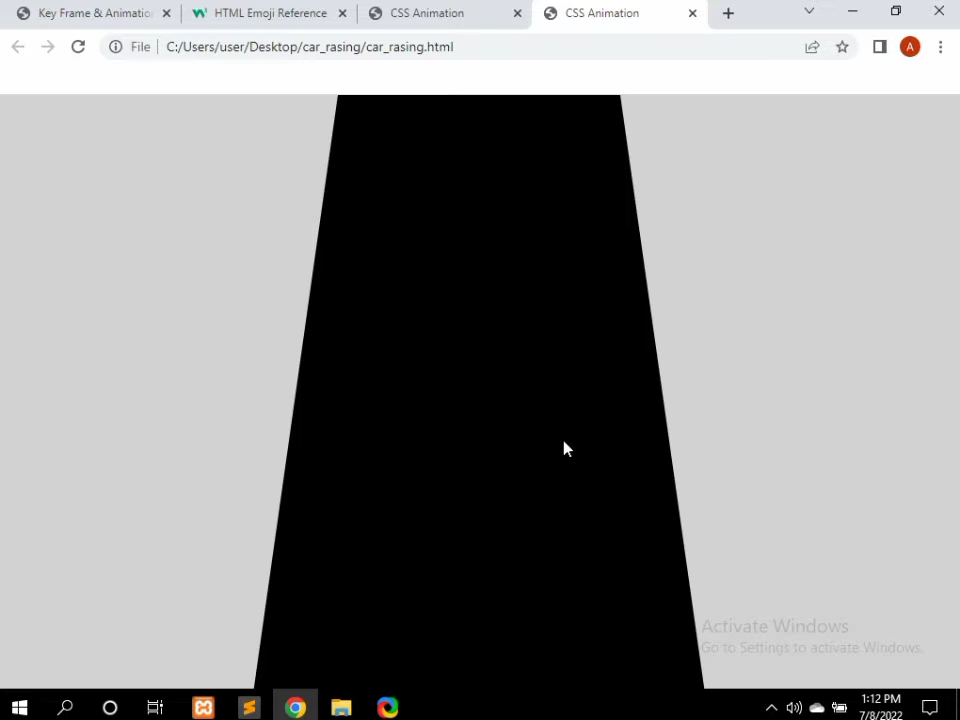 Key Frame & Animatio
HTML Emoji Reference
CSS Animation
CSS Animation
File
C:/Users/user/Desktop/car_rasing/car_rasing.html
A
Activate Windows
Go to Settings to activate Windows.
1:12 PM
7/8/2022